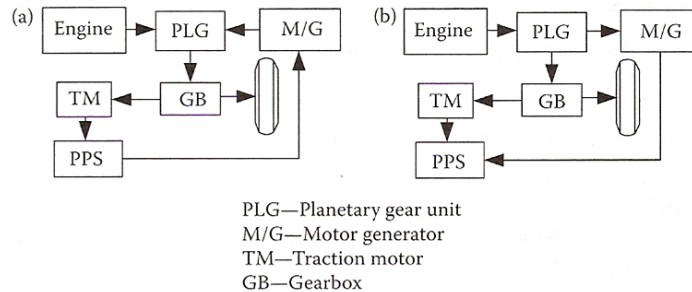 (a)
Engine
PLG
M/G
TM
GB
PPS
(b)
Engine
PLG
M/G
TM
GB
PPS
PLG—Planetary gear unit
M/G—Motor generator
TM—Traction motor
GB—Gearbox